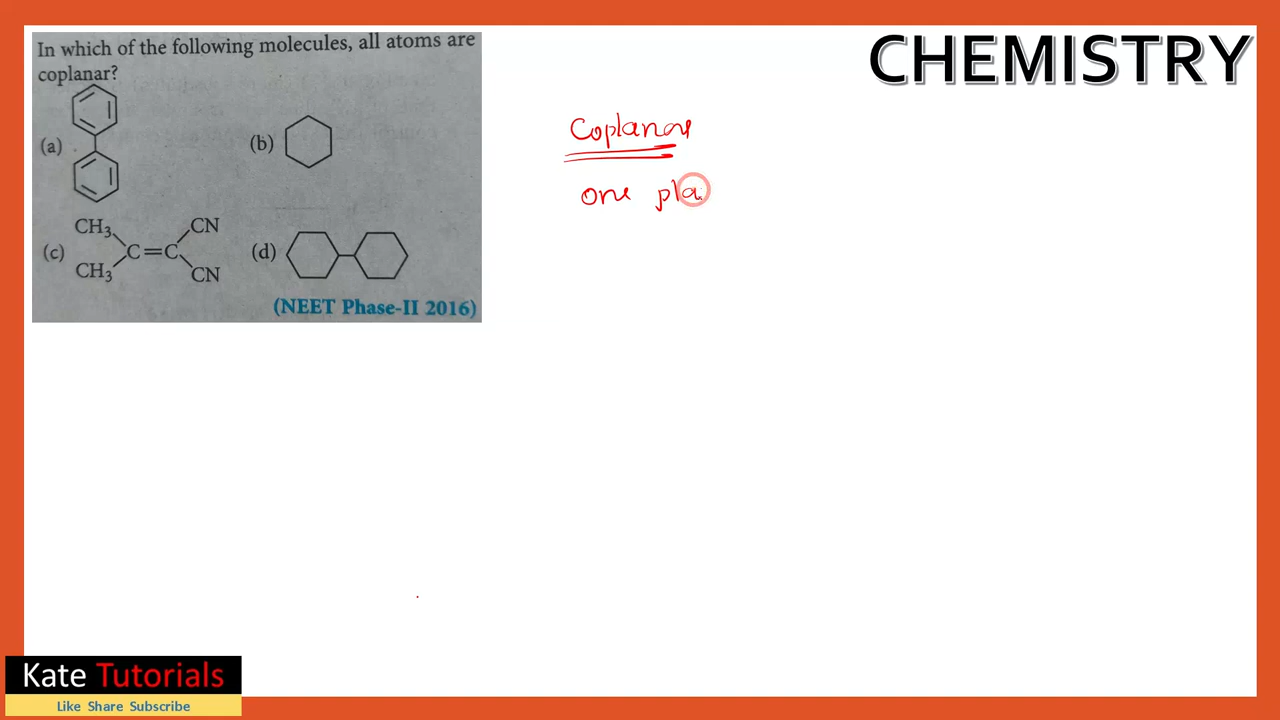 In which of the following molecules, all atoms are
coplanar?
(a)
(b)
(c) CH3 CH3 C=C CN CN
(d)
(NEET Phase-II 2016)
CHEMISTRY
Coplanar
one pla
Kate Tutorials
Like Share Subscribe